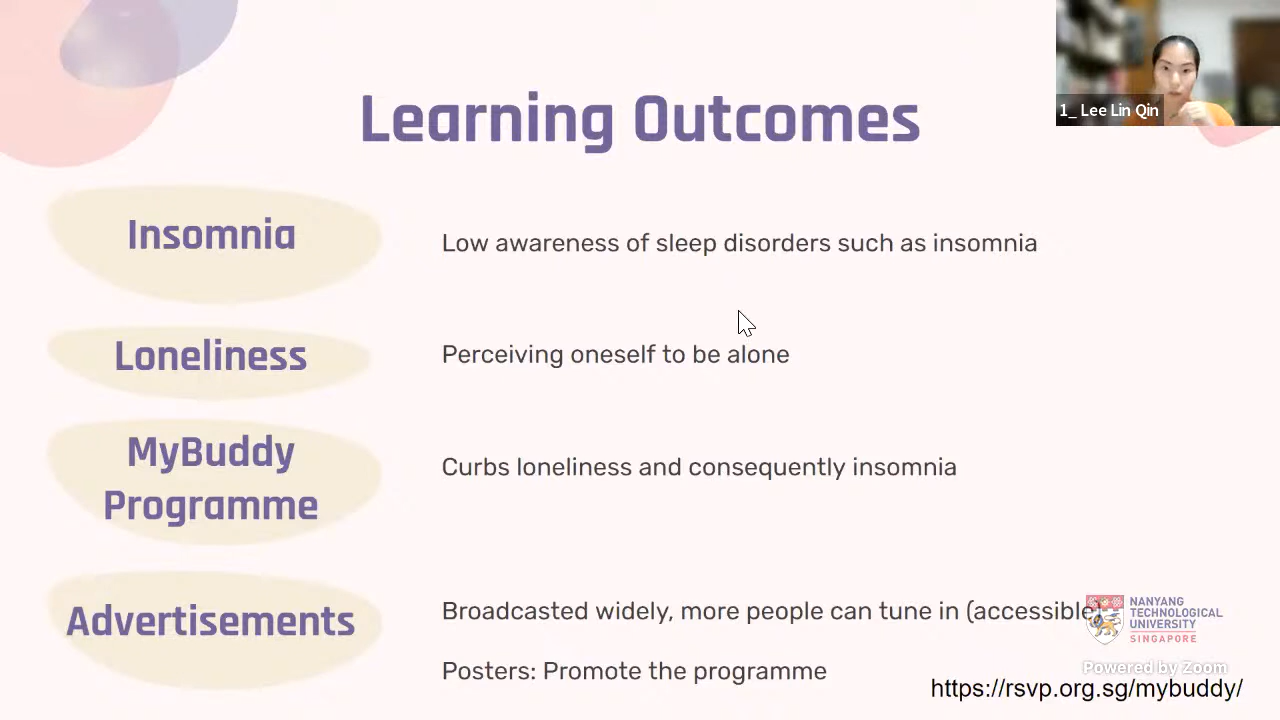 Learning Outcomes
1_ Lee Lin Qin
Insomnia
Low awareness of sleep disorders such as insomnia
Loneliness
Perceiving oneself to be alone
MyBuddy
Programme
Curbs loneliness and consequently insomnia
Advertisements
Broadcasted widely, more people can tune in (accessible)
Posters: Promote the programme
NANYANG
TECHNOLOGICAL
UNIVERSITY
SINGAPORE
Powered by Zoom
https://rsvp.org.sg/mybuddy/